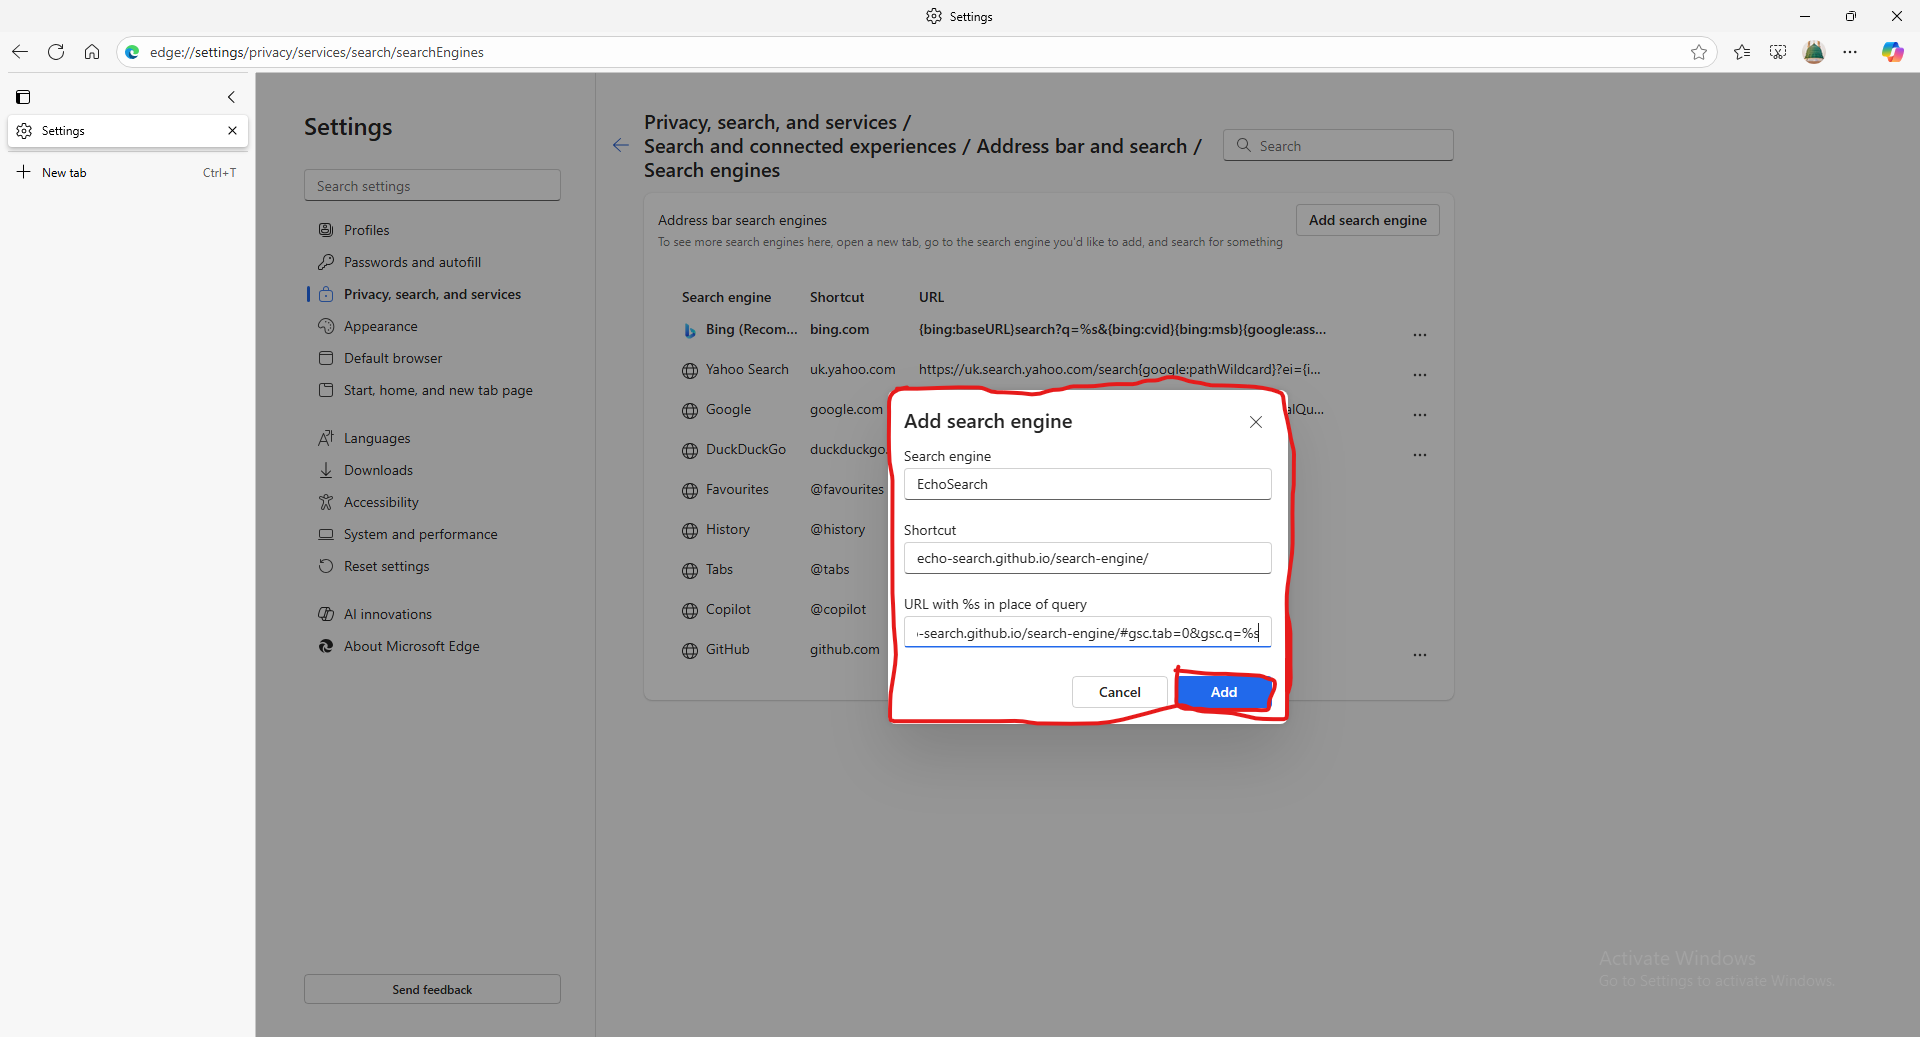 Settings
edge://settings/privacy/services/search/searchEngines
Settings
New tab
Ctrl+T
Settings
Search settings
Profiles
Passwords and autofill
Privacy, search, and services
Appearance
Default browser
Start, home, and new tab page
Languages
Downloads
Accessibility
System and performance
Reset settings
AI innovations
About Microsoft Edge
Send feedback
Privacy, search, and services /
Search and connected experiences / Address bar and search /
Search engines
Search
Address bar search engines
To see more search engines here, open a new tab, go to the search engine you'd like to add, and search for something
Add search engine
Search engine Shortcut URL
Bing (Recom... bing.com {bing:baseURL}search?q=%s&{bing:cvid}{bing:msb}{google:ass...
Yahoo Search uk.yahoo.com https://uk.search.yahoo.com/search{google:pathWildcard}?ei={i...
Google google.com alQu...
DuckDuckGo duckduckgo.
Favourites @favourites
History @history
Tabs @tabs
Copilot @copilot
GitHub github.com
Add search engine
Search engine
EchoSearch
Shortcut
echo-search.github.io/search-engine/
URL with %s in place of query
-search.github.io/search-engine/#gsc.tab=0&gsc.q=%s
Cancel
Add
Activate Windows
Go to Settings to activate Windows.